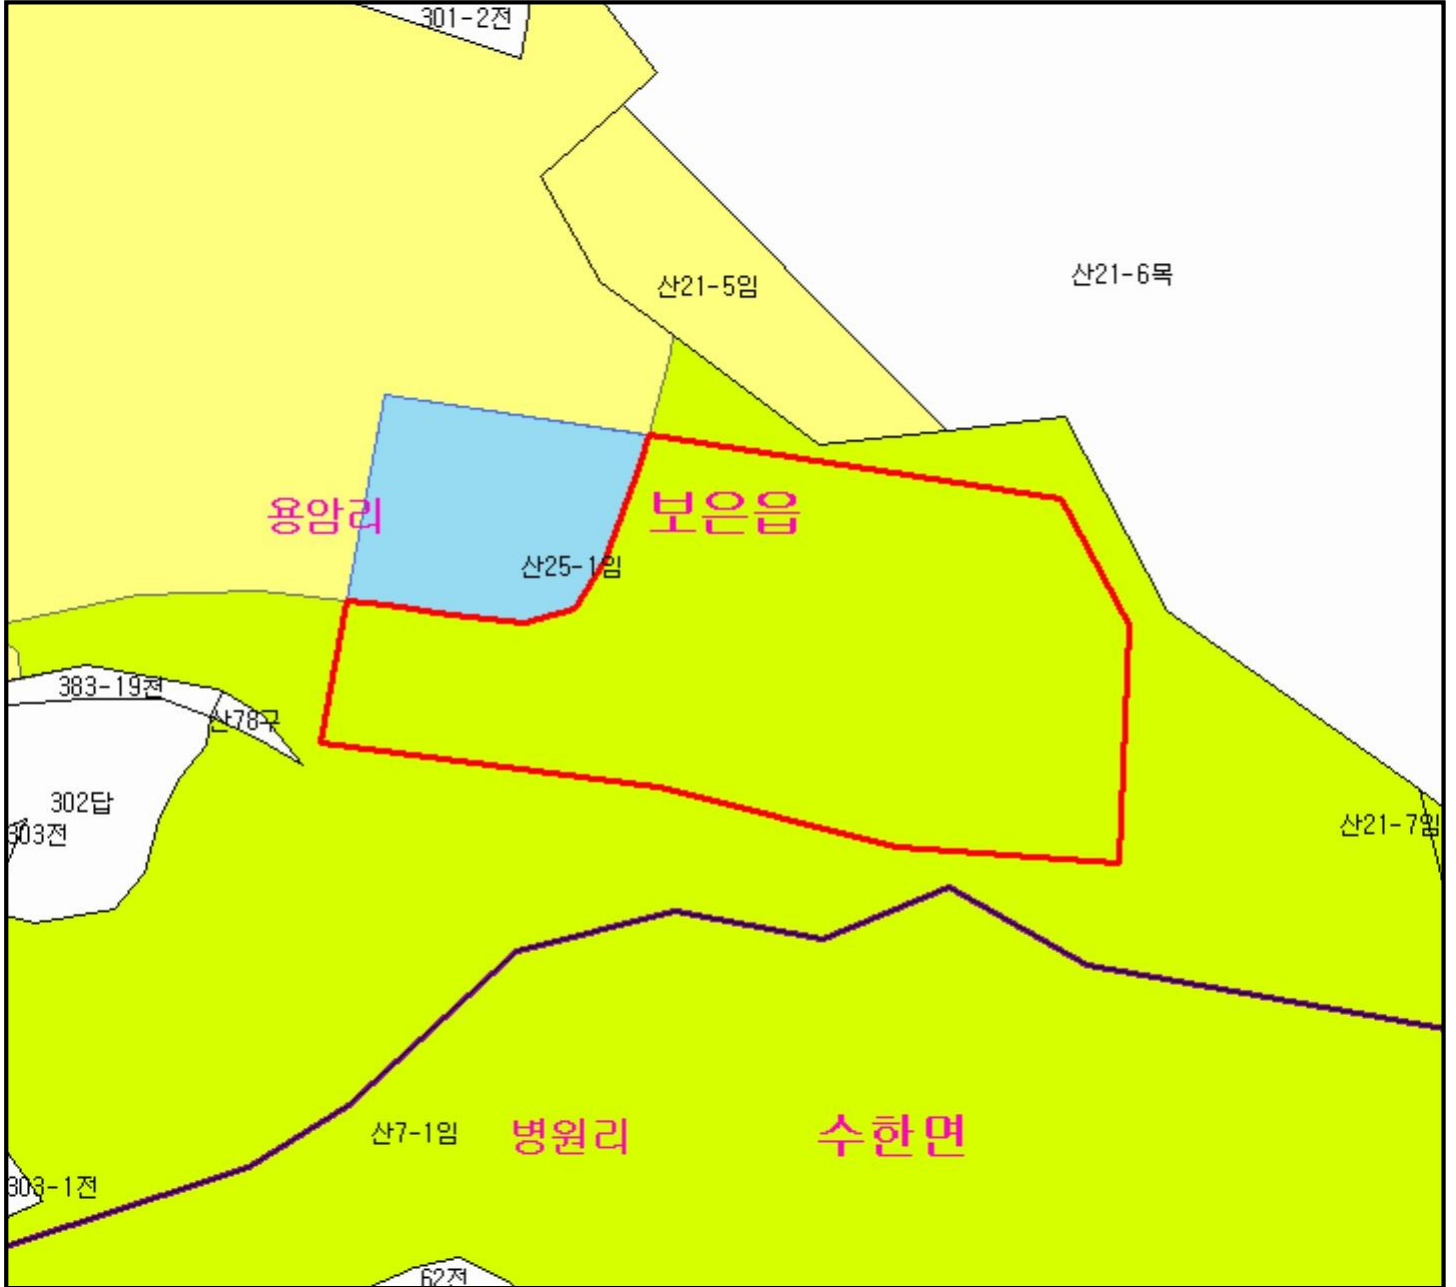 301-2전
산21-5임
산21-6목
용암리
보은읍
산25-1임
383-19전
산78구
302답
303전
산21-7임
산7-1임
병원리
수한면
303-1전
62전